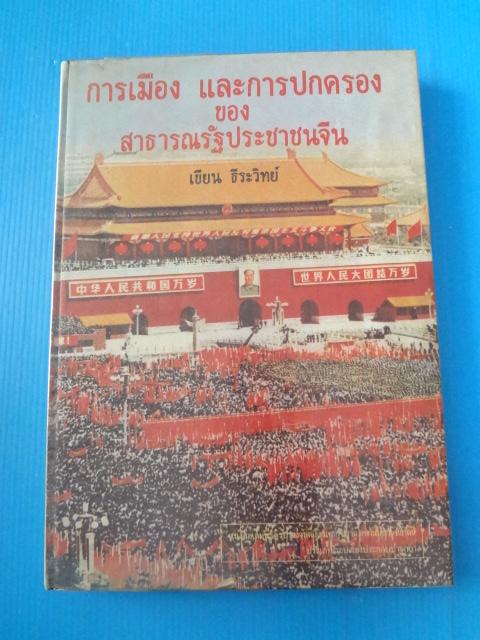 การเมือง และการปกครอง
ของ
สาธารณรัฐประชาชนจีน
เขียน ธีระวิทย์
中华人民共和国万岁
世界人民大团结万岁